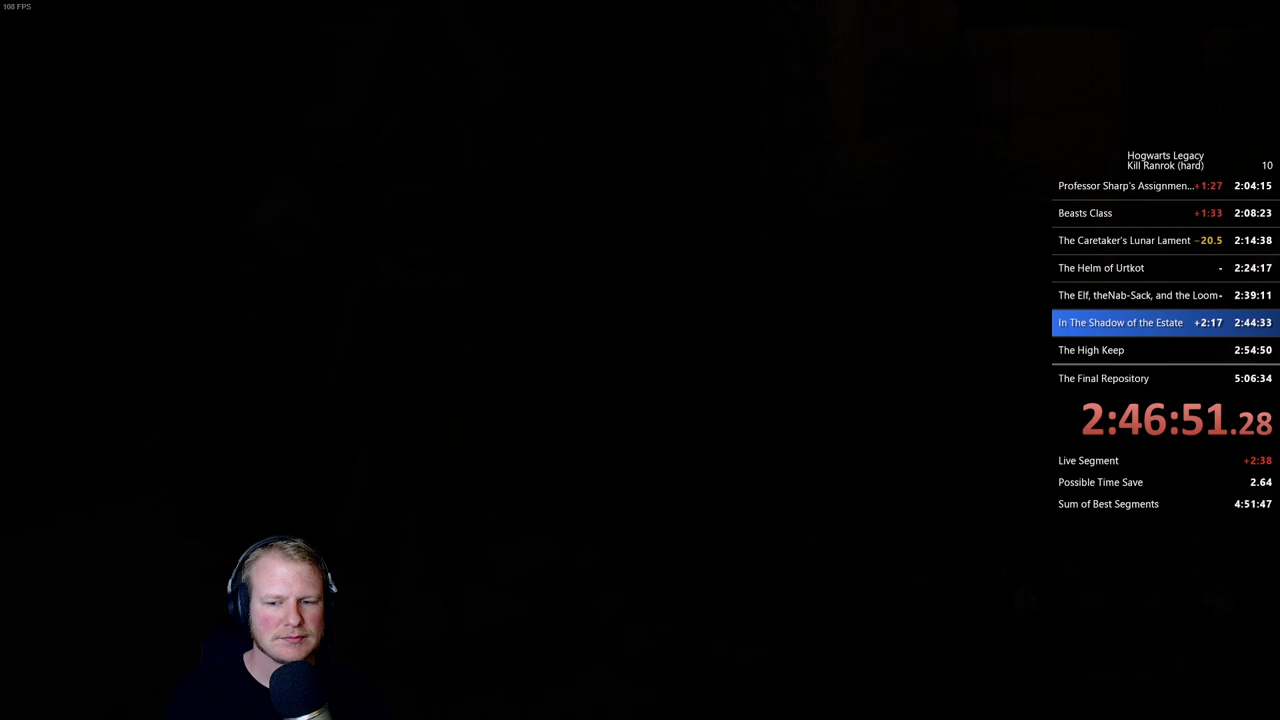 108 FPS
Hogwarts Legacy
Kill Ranrok (hard) 10
Professor Sharp's Assignmen... +1:27 2:04:15
Beasts Class +1:33 2:08:23
The Caretaker's Lunar Lament −20.5 2:14:38
The Helm of Urtkot - 2:24:17
The Elf, theNab-Sack, and the Loom - 2:39:11
In The Shadow of the Estate +2:17 2:44:33
The High Keep 2:54:50
The Final Repository 5:06:34
2:46:51.28
Live Segment +2:38
Possible Time Save 2.64
Sum of Best Segments 4:51:47